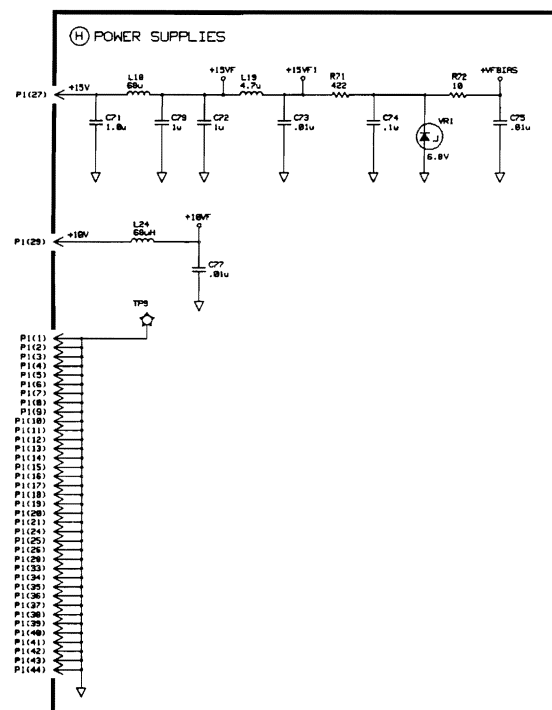 H POWER SUPPLIES
P1(27) +15V
L18
68u
+15VF
L19
4.7u
+15VF1
R71
422
R72
10
+VFBIAS
C71
1.0u
C79
1u
C72
1u
C73
.01u
C74
.1u
VR1
6.8V
C75
.01u
P1(29) +10V
L24
68uH
+10VF
C77
.01u
TP9
P1(1)
P1(2)
P1(3)
P1(4)
P1(5)
P1(6)
P1(7)
P1(8)
P1(9)
P1(10)
P1(11)
P1(12)
P1(13)
P1(14)
P1(15)
P1(16)
P1(17)
P1(18)
P1(19)
P1(20)
P1(21)
P1(24)
P1(25)
P1(26)
P1(28)
P1(33)
P1(34)
P1(35)
P1(36)
P1(37)
P1(38)
P1(39)
P1(40)
P1(41)
P1(42)
P1(43)
P1(44)